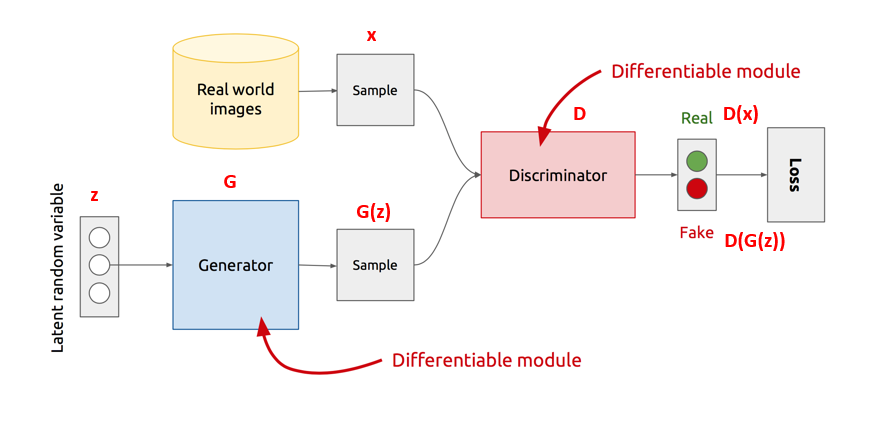 x
Real world
images
Sample
Differentiable module
D
Real
D(x)
Discriminator
Loss
Fake
D(G(z))
Latent random variable
z
G
Generator
G(z)
Sample
Differentiable module